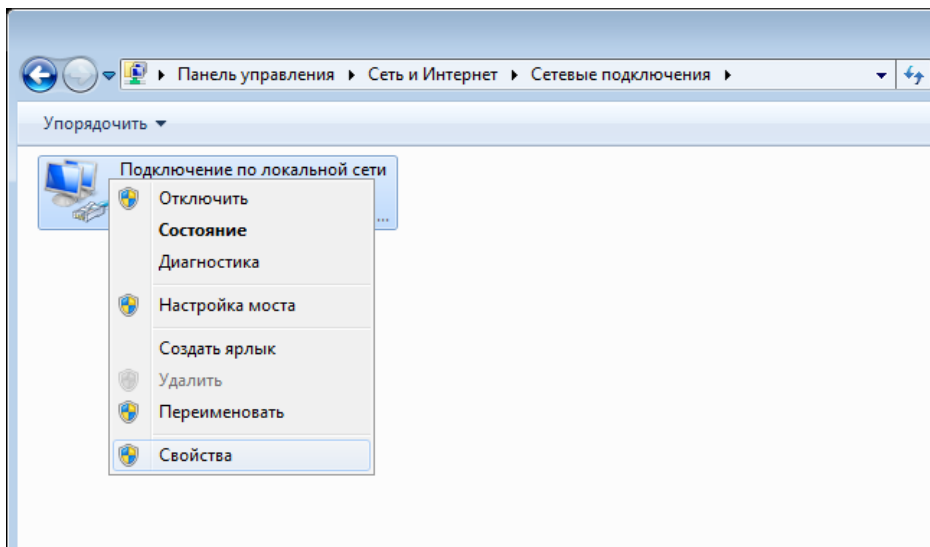 Панель управления Сеть и Интернет Сетевые подключения
Упорядочить
Подключение по локальной сети
...
Отключить
Состояние
Диагностика
Настройка моста
Создать ярлык
Удалить
Переименовать
Свойства